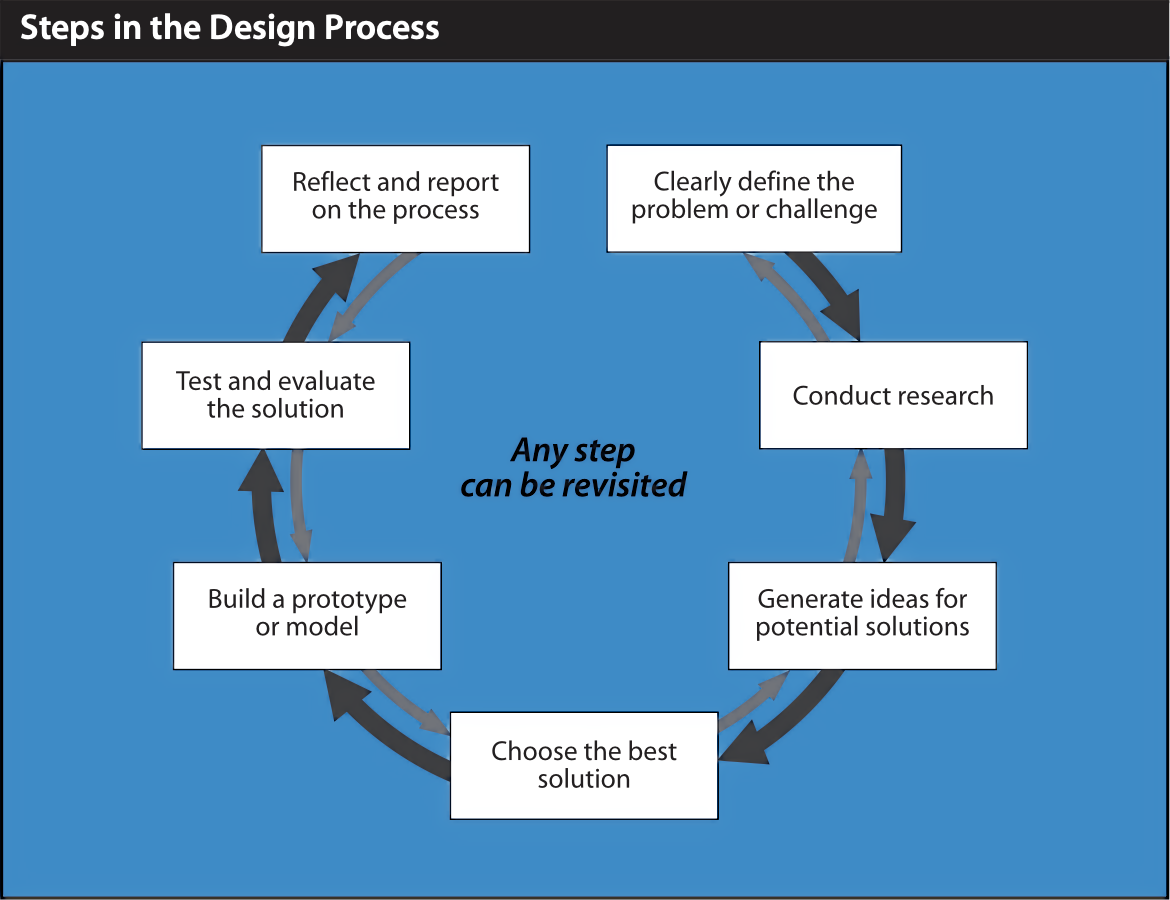 Steps in the Design Process
Clearly define the
problem or challenge
Conduct research
Generate ideas for
potential solutions
Choose the best
solution
Build a prototype
or model
Test and evaluate
the solution
Reflect and report
on the process
Any step
can be revisited